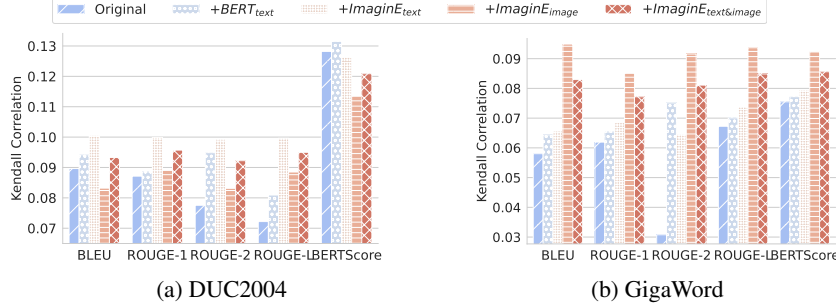 Original +BERT_text +ImaginE_text +ImaginE_image +ImaginE_text&image
Kendall Correlation
0.13
0.12
0.11
0.10
0.09
0.08
0.07
BLEU ROUGE-1 ROUGE-2 ROUGE-L BERTScore
(a) DUC2004
Kendall Correlation
0.09
0.08
0.07
0.06
0.05
0.04
0.03
BLEU ROUGE-1 ROUGE-2 ROUGE-L BERTScore
(b) GigaWord